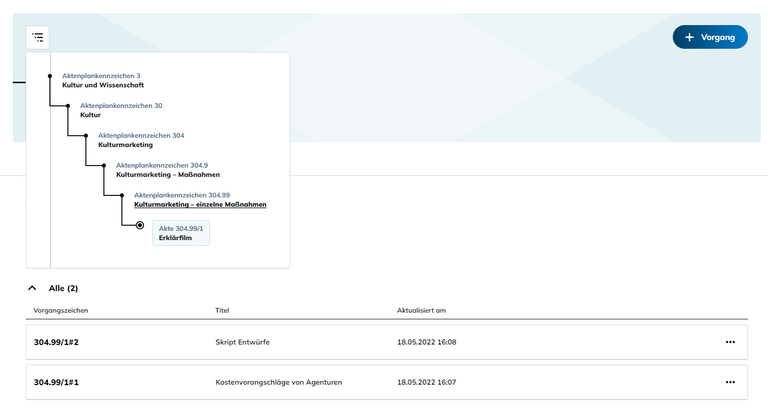 Vorgang
Aktenplankennzeichen 3
Kultur und Wissenschaft
Aktenplankennzeichen 30
Kultur
Aktenplankennzeichen 304
Kulturmarketing
Aktenplankennzeichen 304.9
Kulturmarketing – Maßnahmen
Aktenplankennzeichen 304.99
Kulturmarketing – einzelne Maßnahmen
Akte 304.99/1
Erklärfilm
Alle (2)
Vorgangszeichen Titel Aktualisiert am
304.99/1#2 Skript Entwürfe 18.05.2022 16:08
304.99/1#1 Kostenvorangschläge von Agenturen 18.05.2022 16:07